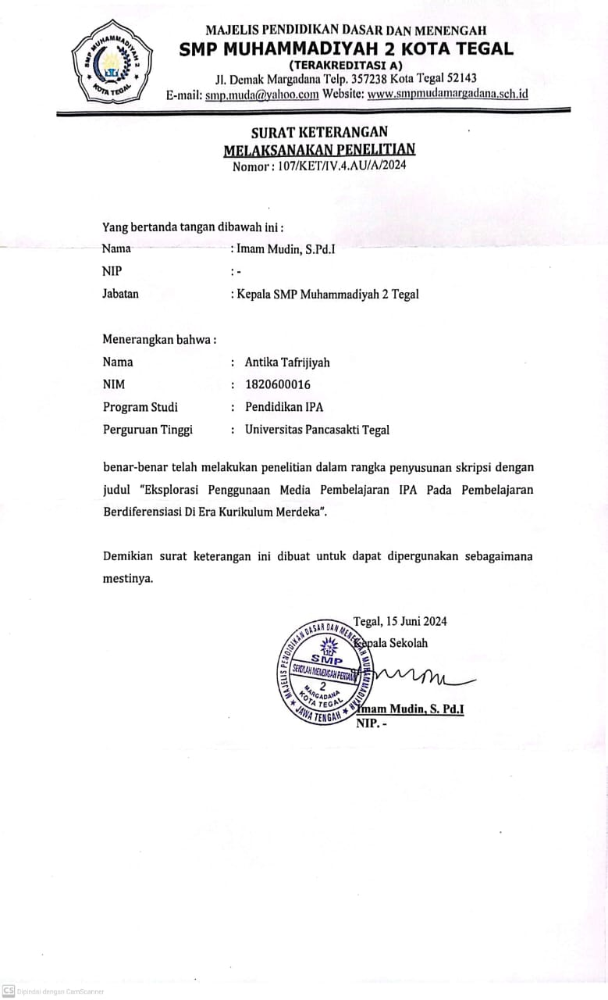 SMP MUHAMMADIYAH 2
KOTA TEGAL
MAJELIS PENDIDIKAN DASAR DAN MENENGAH
SMP MUHAMMADIYAH 2 KOTA TEGAL
(TERAKREDITASI A)
Jl. Demak Margadana Telp. 357238 Kota Tegal 52143
E-mail: smp.muda@yahoo.com Website: www.smpmudamargadana.sch.id
SURAT KETERANGAN
MELAKSANAKAN PENELITIAN
Nomor : 107/KET/IV.4.AU/A/2024
Yang bertanda tangan dibawah ini :
Nama : Imam Mudin, S.Pd.I
NIP : -
Jabatan : Kepala SMP Muhammadiyah 2 Tegal
Menerangkan bahwa :
Nama : Antika Tafrijiyah
NIM : 1820600016
Program Studi : Pendidikan IPA
Perguruan Tinggi : Universitas Pancasakti Tegal
benar-benar telah melakukan penelitian dalam rangka penyusunan skripsi dengan
judul "Eksplorasi Penggunaan Media Pembelajaran IPA Pada Pembelajaran
Berdiferensiasi Di Era Kurikulum Merdeka".
Demikian surat keterangan ini dibuat untuk dapat dipergunakan sebagaimana
mestinya.
Tegal, 15 Juni 2024
Kepala Sekolah
MAJELIS PENDIDIKAN DASAR DAN MENENGAH MUHAMMADIYAH
SMP
SEKOLAH MENENGAH PERTAMA
2
MARGADANA
KOTA TEGAL
JAWA TENGAH
Imam Mudin, S. Pd.I
NIP. -
CS Dipindai dengan CamScanner